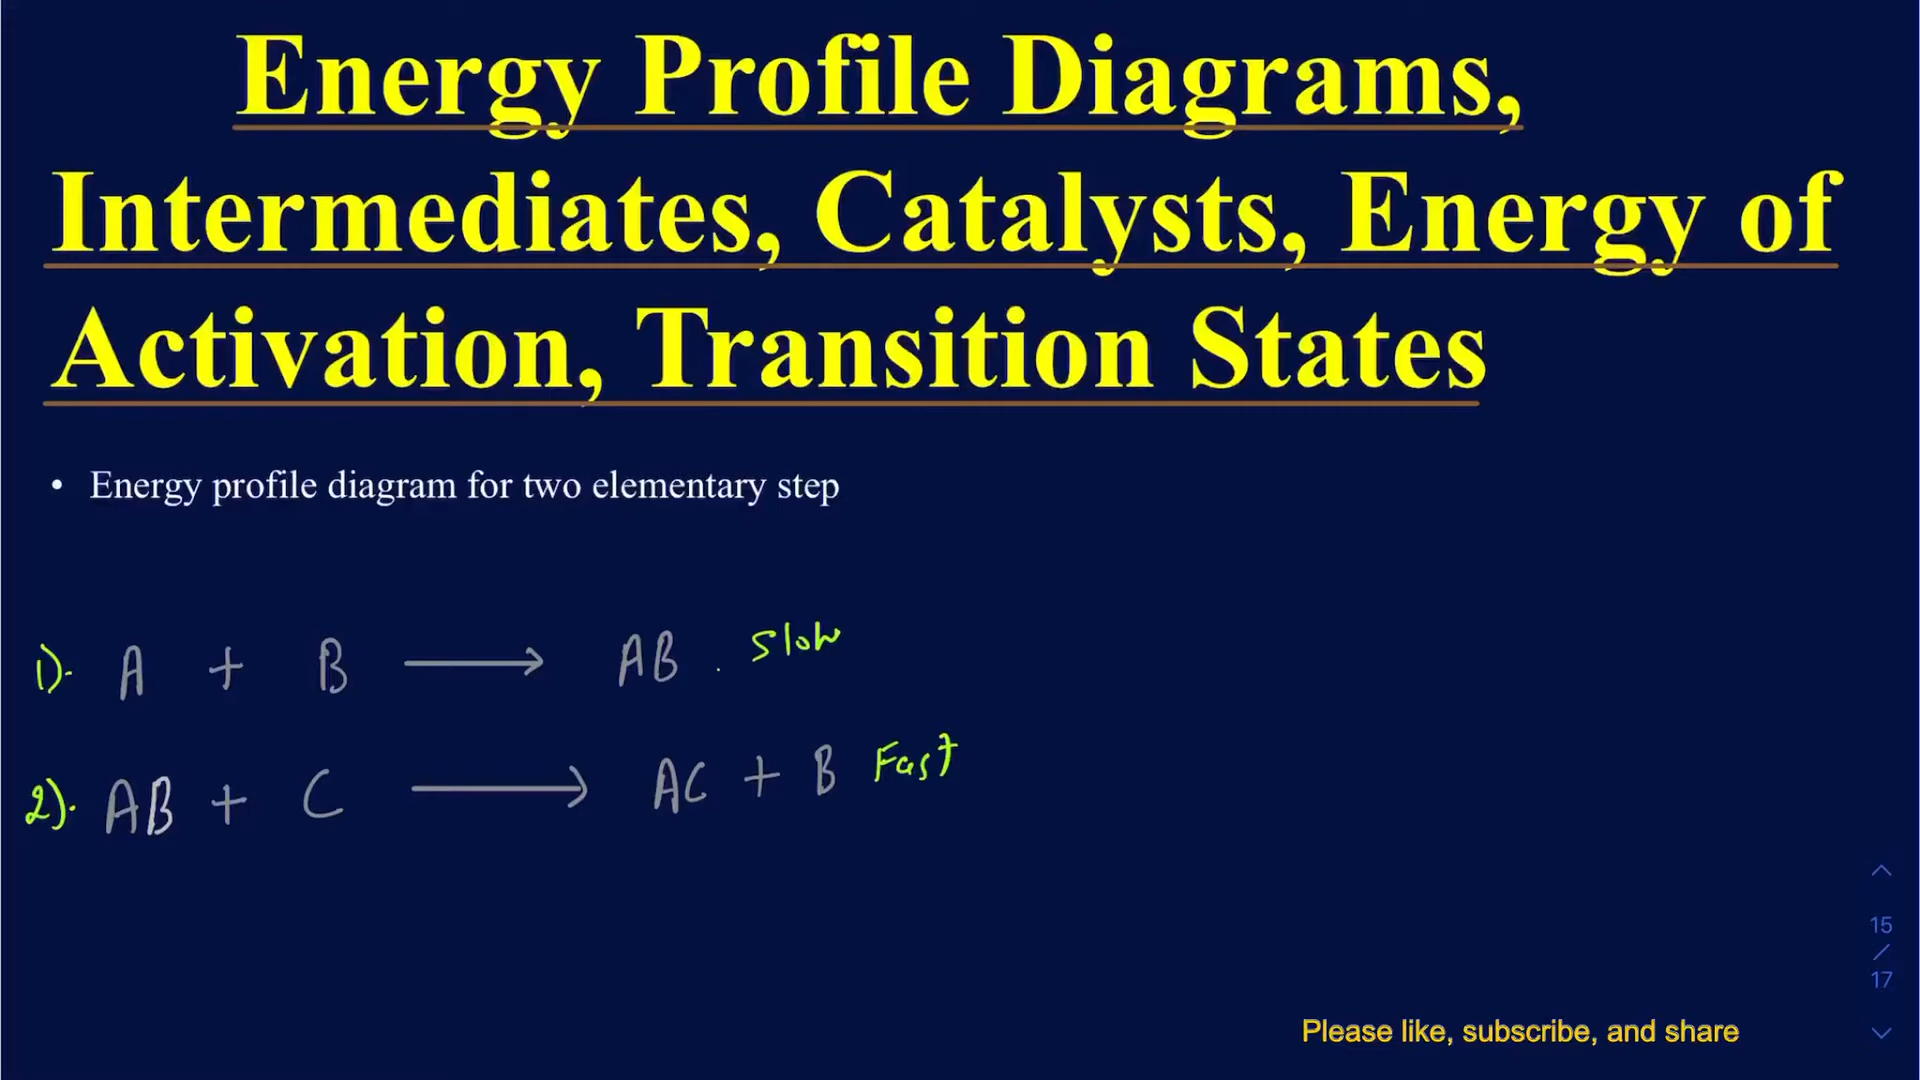 Energy Profile Diagrams,
Intermediates, Catalysts, Energy of
Activation, Transition States
• Energy profile diagram for two elementary step
1). A + B ⟶ AB . Slow
2). AB + C ⟶ AC + B Fast
15
/
17
Please like, subscribe, and share